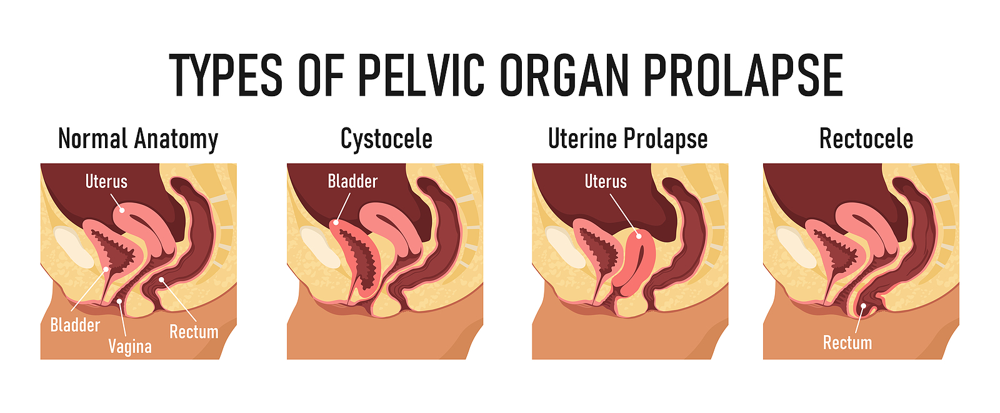 TYPES OF PELVIC ORGAN PROLAPSE
Normal Anatomy
Uterus
Bladder
Vagina
Rectum
Cystocele
Bladder
Uterine Prolapse
Uterus
Rectocele
Rectum